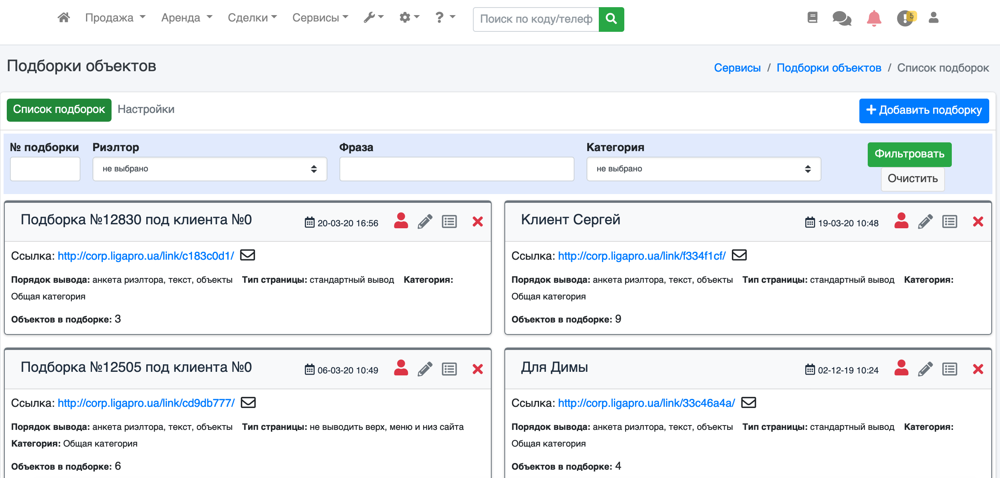 Продажа Аренда Сделки Сервисы ? Поиск по коду/телеф 5
Подборки объектов
Сервисы / Подборки объектов / Список подборок
Список подборок Настройки + Добавить подборку
№ подборки Риэлтор Фраза Категория
не выбрано не выбрано
Фильтровать
Очистить
Подборка №12830 под клиента №0 20-03-20 16:56
Ссылка: http://corp.ligapro.ua/link/c183c0d1/
Порядок вывода: анкета риэлтора, текст, объекты Тип страницы: стандартный вывод Категория:
Общая категория
Объектов в подборке: 3
Клиент Сергей 19-03-20 10:48
Ссылка: http://corp.ligapro.ua/link/f334f1cf/
Порядок вывода: анкета риэлтора, текст, объекты Тип страницы: стандартный вывод Категория:
Общая категория
Объектов в подборке: 9
Подборка №12505 под клиента №0 06-03-20 10:49
Ссылка: http://corp.ligapro.ua/link/cd9db777/
Порядок вывода: анкета риэлтора, текст, объекты Тип страницы: не выводить верх, меню и низ сайта
Категория: Общая категория
Объектов в подборке: 6
Для Димы 02-12-19 10:24
Ссылка: http://corp.ligapro.ua/link/33c46a4a/
Порядок вывода: анкета риэлтора, текст, объекты Тип страницы: стандартный вывод Категория:
Общая категория
Объектов в подборке: 4